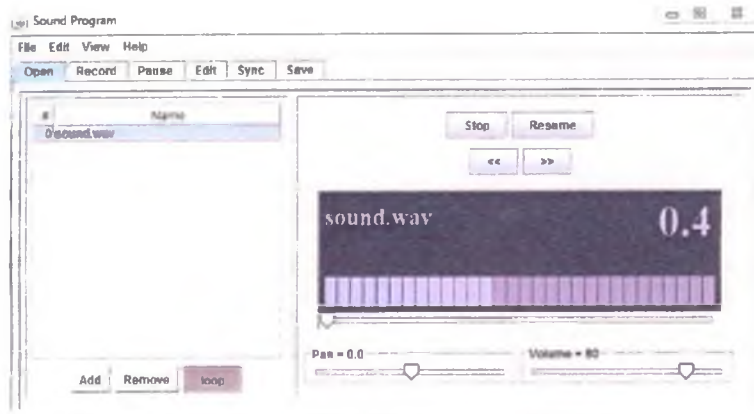 Sound Program
File Edit View Help
Open Record Pause Edit Sync Save
# Name
0 sound.wav
Stop Resame
<< >>
sound.wav 0.4
Pan = 0.0 Volume = 80
Add Remove loop